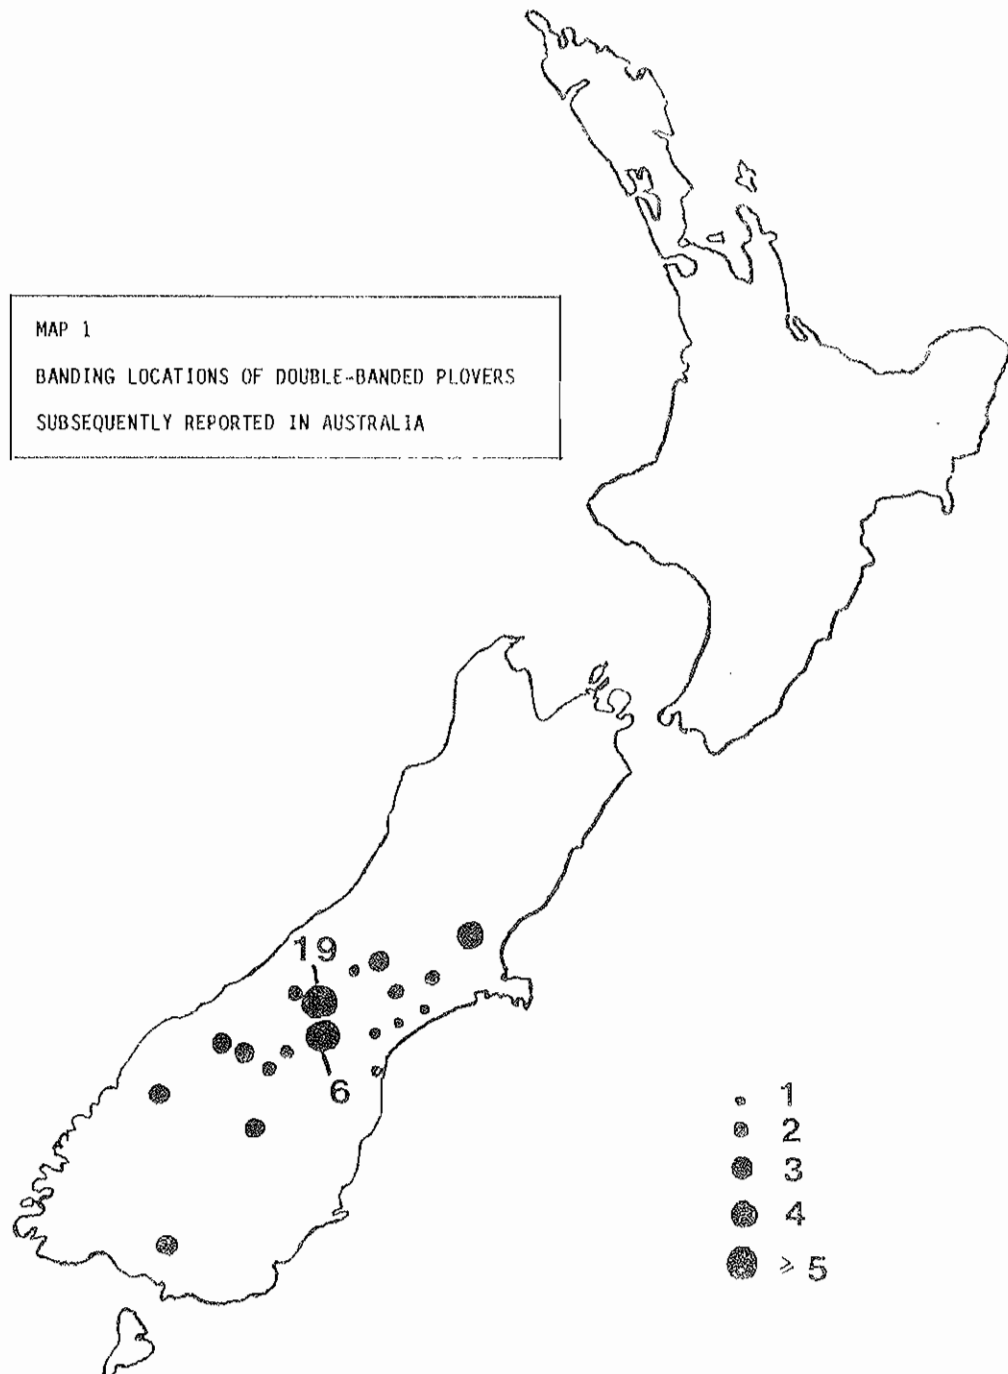 MAP 1
BANDING LOCATIONS OF DOUBLE-BANDED PLOVERS
SUBSEQUENTLY REPORTED IN AUSTRALIA
19
6
1
2
3
4
≥ 5